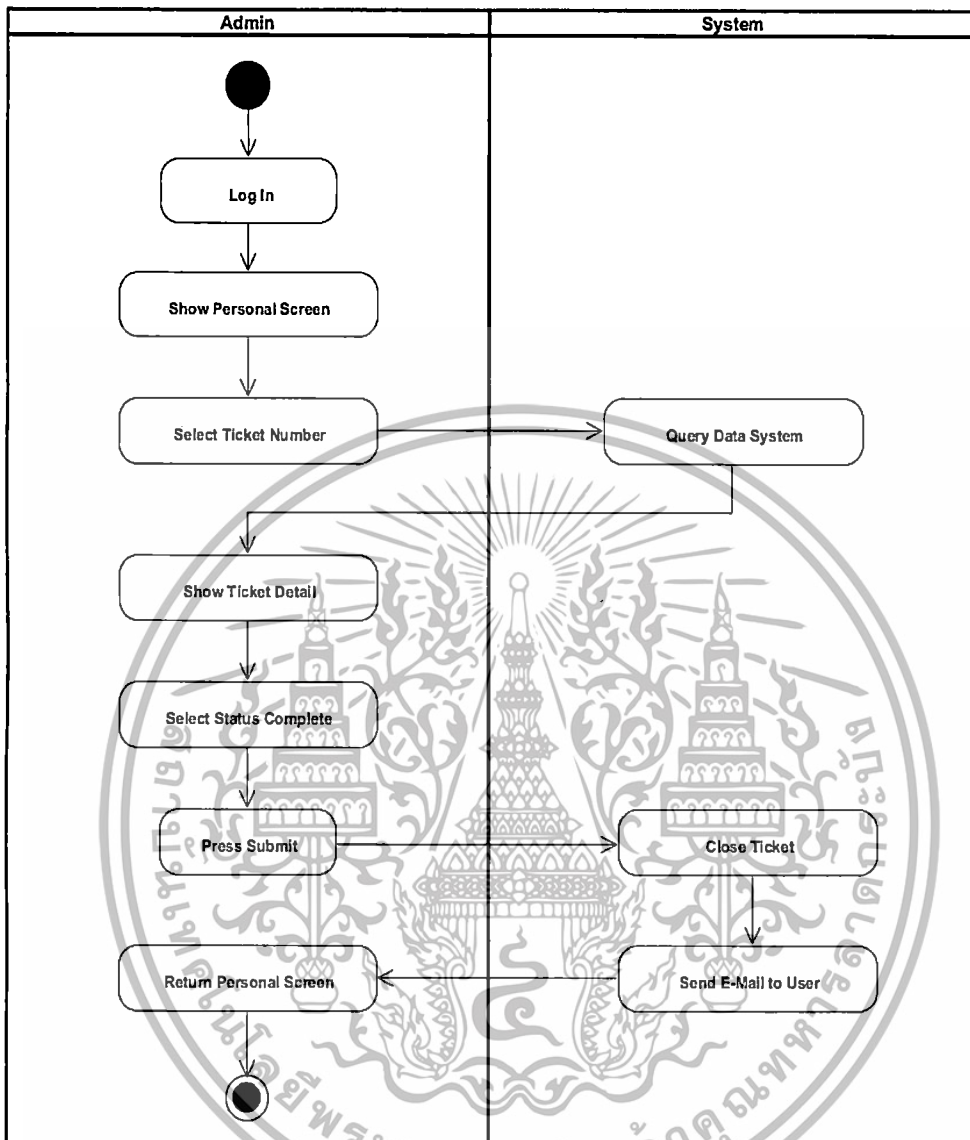 Admin
System
Log In
Show Personal Screen
Select Ticket Number
Query Data System
Show Ticket Detail
Select Status Complete
Press Submit
Close Ticket
Return Personal Screen
Send E-Mail to User